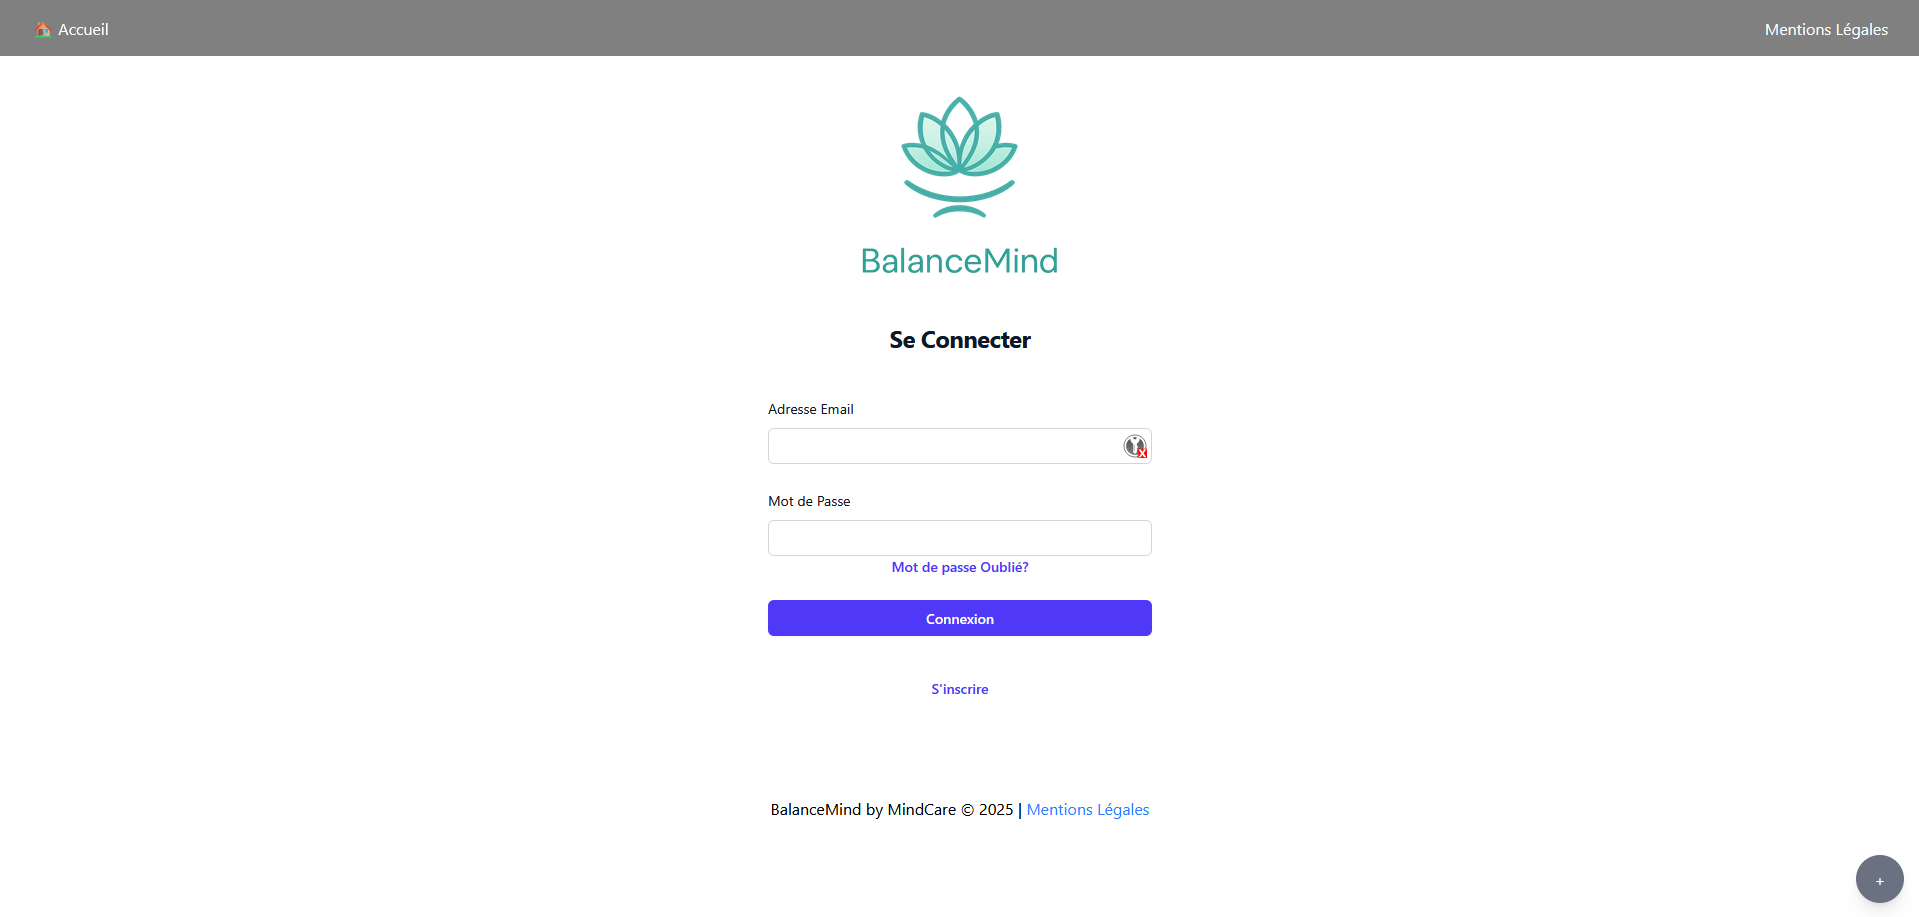 🏠 Accueil
Mentions Légales
BalanceMind
Se Connecter
Adresse Email
Mot de Passe
Mot de passe Oublié?
Connexion
S'inscrire
BalanceMind by MindCare © 2025 | Mentions Légales
+